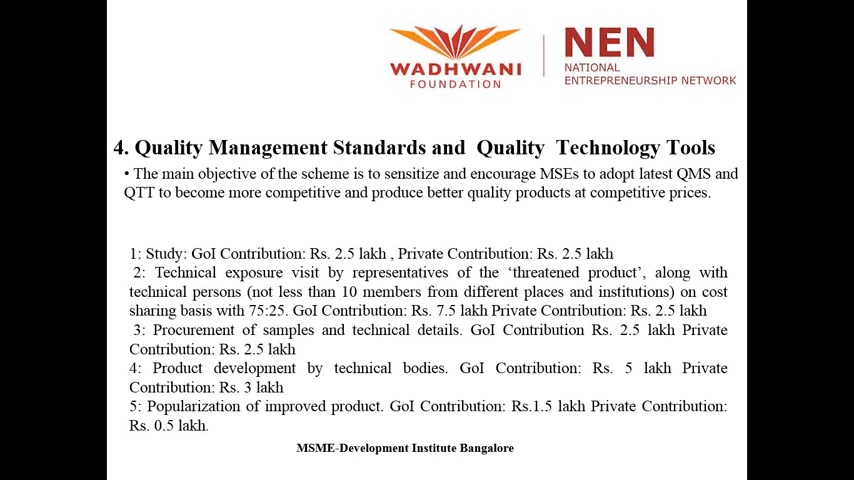 WADHWANI
FOUNDATION
NEN
NATIONAL
ENTREPRENEURSHIP NETWORK
4. Quality Management Standards and Quality Technology Tools
• The main objective of the scheme is to sensitize and encourage MSEs to adopt latest QMS and
QTT to become more competitive and produce better quality products at competitive prices.
1: Study: GoI Contribution: Rs. 2.5 lakh , Private Contribution: Rs. 2.5 lakh
2: Technical exposure visit by representatives of the ‘threatened product’, along with
technical persons (not less than 10 members from different places and institutions) on cost
sharing basis with 75:25. GoI Contribution: Rs. 7.5 lakh Private Contribution: Rs. 2.5 lakh
3: Procurement of samples and technical details. GoI Contribution Rs. 2.5 lakh Private
Contribution: Rs. 2.5 lakh
4: Product development by technical bodies. GoI Contribution: Rs. 5 lakh Private
Contribution: Rs. 3 lakh
5: Popularization of improved product. GoI Contribution: Rs.1.5 lakh Private Contribution:
Rs. 0.5 lakh.
MSME-Development Institute Bangalore